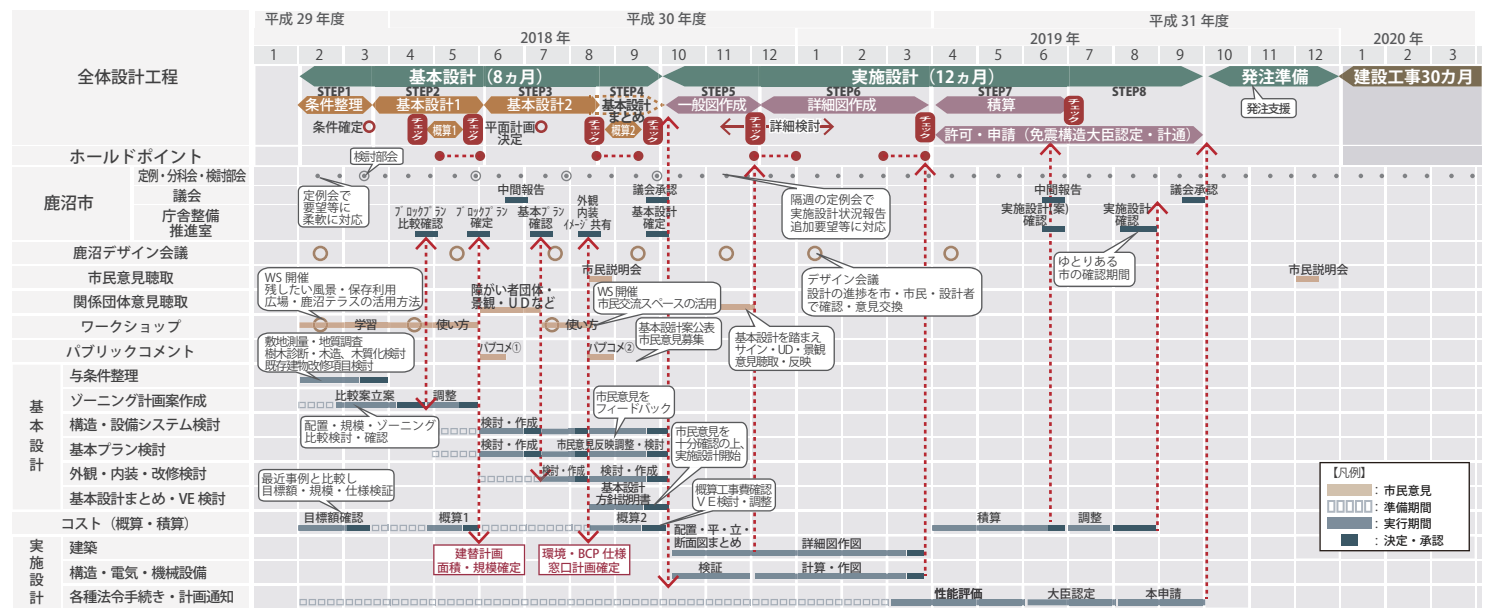 平成 29 年度
平成 30 年度
平成 31 年度
2018 年
2019 年
2020 年
1 2 3 4 5 6 7 8 9 10 11 12 1 2 3 4 5 6 7 8 9 10 11 12 1 2 3
全体設計工程
基本設計（8ヵ月）
実施設計（12ヵ月）
発注準備
建設工事30カ月
STEP1
STEP2
STEP3
STEP4
STEP5
STEP6
STEP7
STEP8
条件整理
基本設計1
基本設計2
基本設計
まとめ
一般図作成
詳細図作成
積算
発注支援
条件確定
チェック
概算1
チェック
平面計画
決定
チェック
概算2
チェック
詳細検討
チェック
チェック
チェック
許可・申請（免震構造大臣認定・計通）
ホールドポイント
検討部会
鹿沼市
定例・分科会・検討部会
議会
庁舎整備
推進室
定例会で
要望等に
柔軟に対応
中間報告
議会承認
ブロックプラン
比較確認
ブロックプラン
確定
基本プラン
確認
外観
内装
イメージ共有
基本設計
確定
隔週の定例会で
実施設計状況報告
追加要望等に対応
中間報告
議会承認
実施設計(案)
確認
実施設計
確認
ゆとりある
市の確認期間
鹿沼デザイン会議
市民意見聴取
市民説明会
市民説明会
デザイン会議
設計の進捗を市・市民・設計者
で確認・意見交換
関係団体意見聴取
WS 開催
残したい風景・保存利用
広場・鹿沼テラスの活用方法
障がい者団体・
景観・ＵＤなど
WS 開催
市民交流スペースの活用
ワークショップ
学習
使い方
使い方
基本設計案公表
市民意見募集
基本設計を踏まえ
サイン・UD・景観
意見聴取・反映
パブリックコメント
敷地測量・地質調査
樹木診断・木造、木質化検討
既存建物改修項目検討
パブコメ①
パブコメ②
基本設計
与条件整理
ゾーニング計画案作成
比較案立案
調整
市民意見を
フィードバック
構造・設備システム検討
配置・規模・ゾーニング
比較検討・確認
検討・作成
市民意見を
十分確認の上、
実施設計開始
基本プラン検討
検討・作成
市民意見反映調整・検討
外観・内装・改修検討
検討・作成
検討・作成
最近事例と比較し
目標額・規模・仕様検証
基本設計まとめ・VE 検討
基本設計
方針説明書
概算工事費確認
ＶＥ検討・調整
コスト（概算・積算）
目標額確認
概算1
概算2
積算
調整
実施設計
建築
建替計画
面積・規模確定
環境・BCP 仕様
窓口計画確定
配置・平・立・
断面図まとめ
詳細図作図
構造・電気・機械設備
検証
計算・作図
各種法令手続き・計画通知
性能評価
大臣認定
本申請
【凡例】
：市民意見
：準備期間
：実行期間
：決定・承認